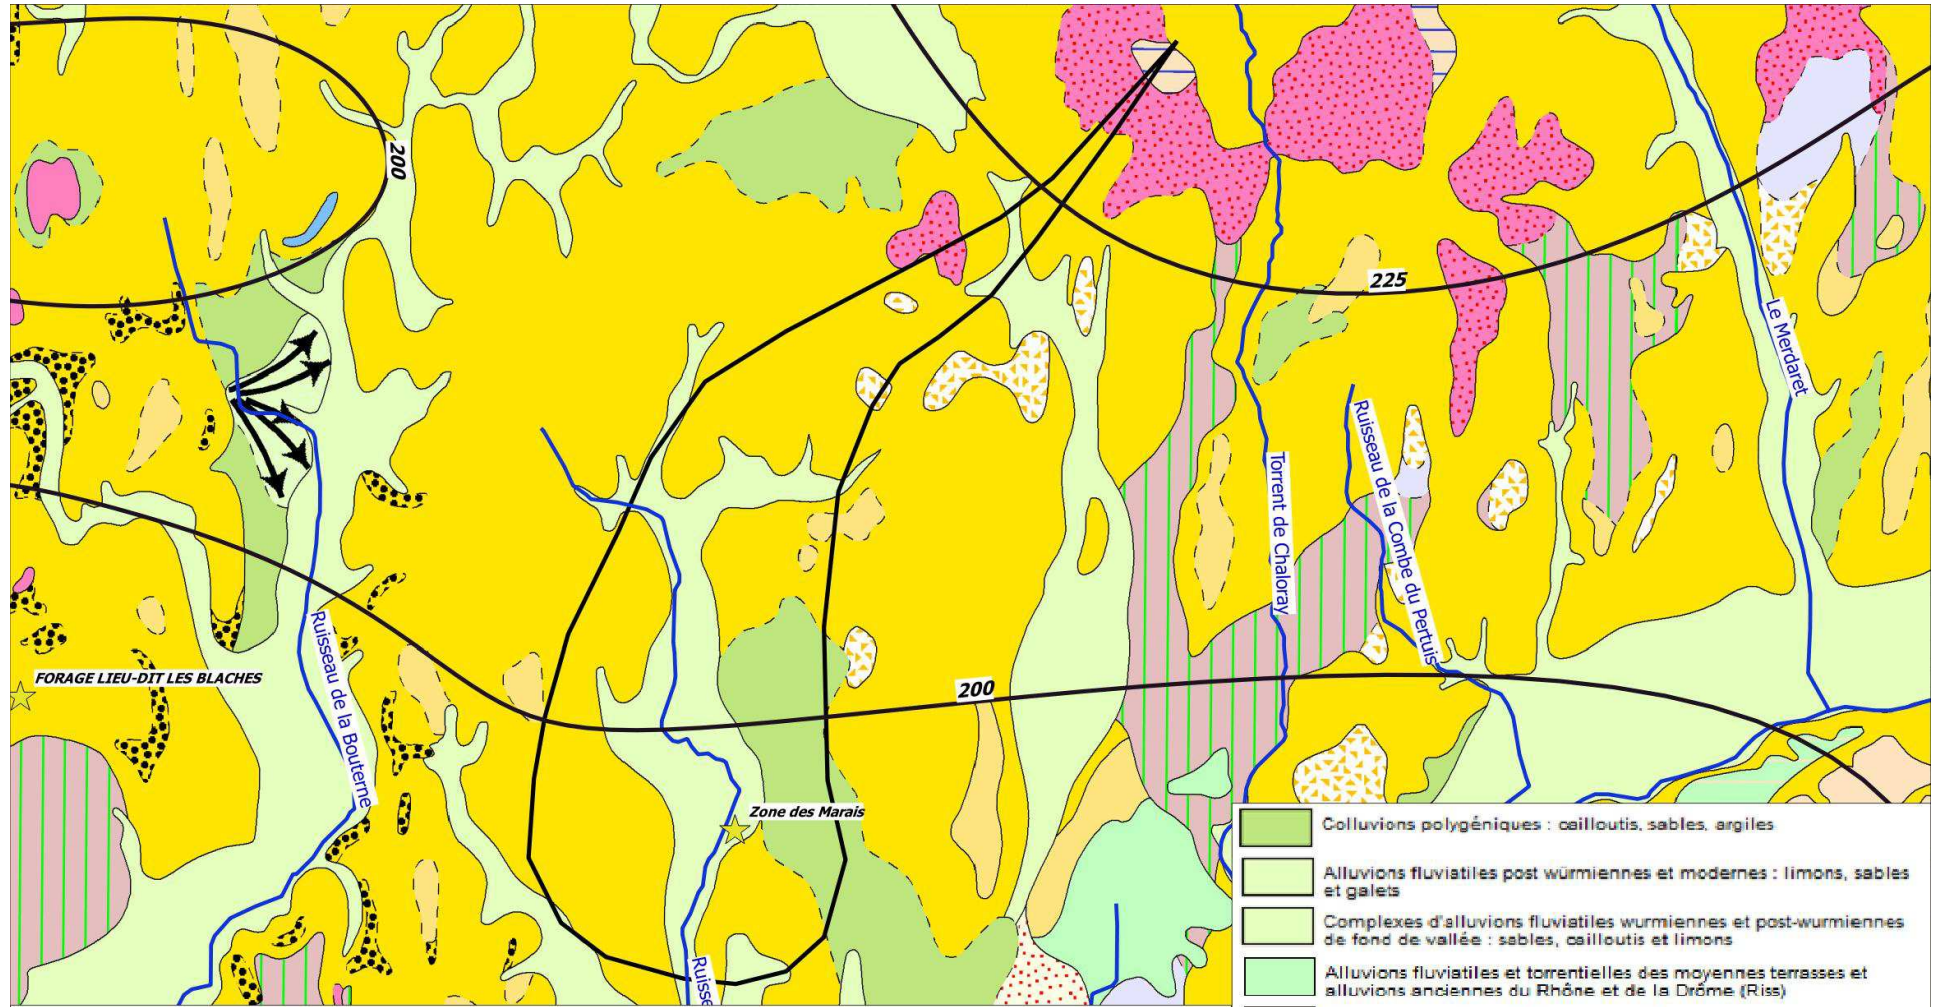 200
225
Le Merdaret
Ruisseau de la Combe du Pertuis
Torrent de Chaloray
Ruisseau de la Bouterne
FORAGE LIEU-DIT LES BLACHES
200
Zone des Marais
Colluvions polygéniques : cailloutis, sables, argiles
Alluvions fluviatiles post würmiennes et modernes : limons, sables
et galets
Complexes d'alluvions fluviatiles wurmiennes et post-wurmiennes
de fond de vallée : sables, cailloutis et limons
Alluvions fluviatiles et torrentielles des moyennes terrasses et
alluvions anciennes du Rhône et de la Drôme (Riss)
Ruisse